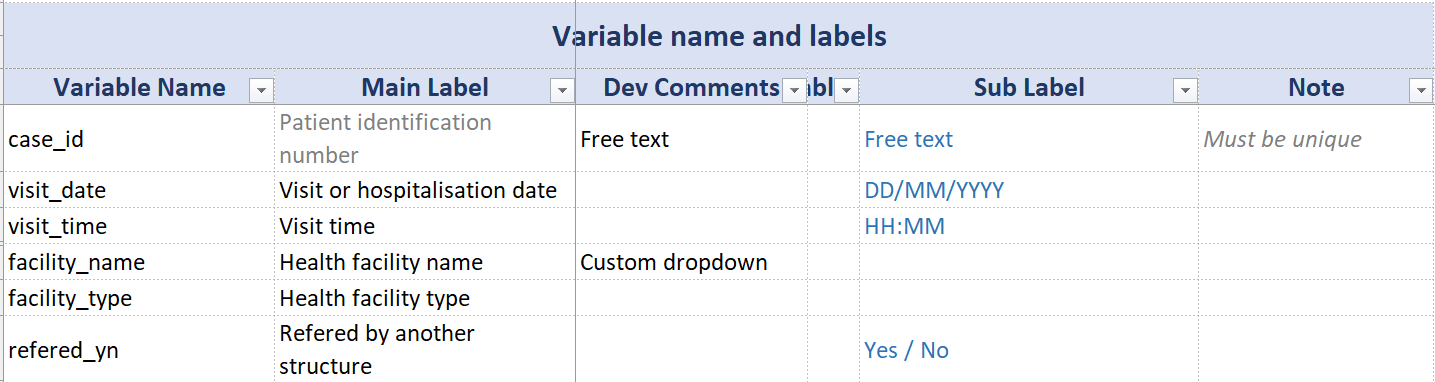 Variable name and labels
Variable Name Main Label Dev Comments Sub Label Note
case_id Patient identification number Free text Free text Must be unique
visit_date Visit or hospitalisation date DD/MM/YYYY
visit_time Visit time HH:MM
facility_name Health facility name Custom dropdown
facility_type Health facility type
refered_yn Refered by another structure Yes / No